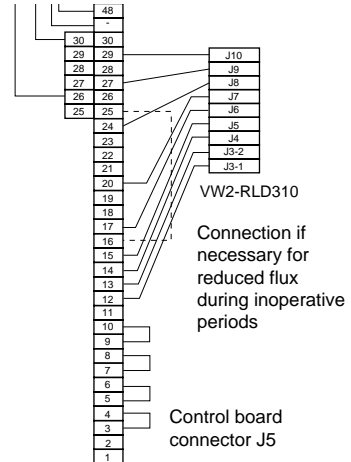 48
-
30 30
29 29 J10
28 28 J9
27 27 J8
26 26 J7
25 25 J6
24 J5
23 J4
22 J3-2
21 J3-1
20
19
18
17
16
15
14
13
12
11
10
9
8
7
6
5
4
3
2
1
VW2-RLD310
Connection if
necessary for
reduced flux
during inoperative
periods
Control board
connector J5